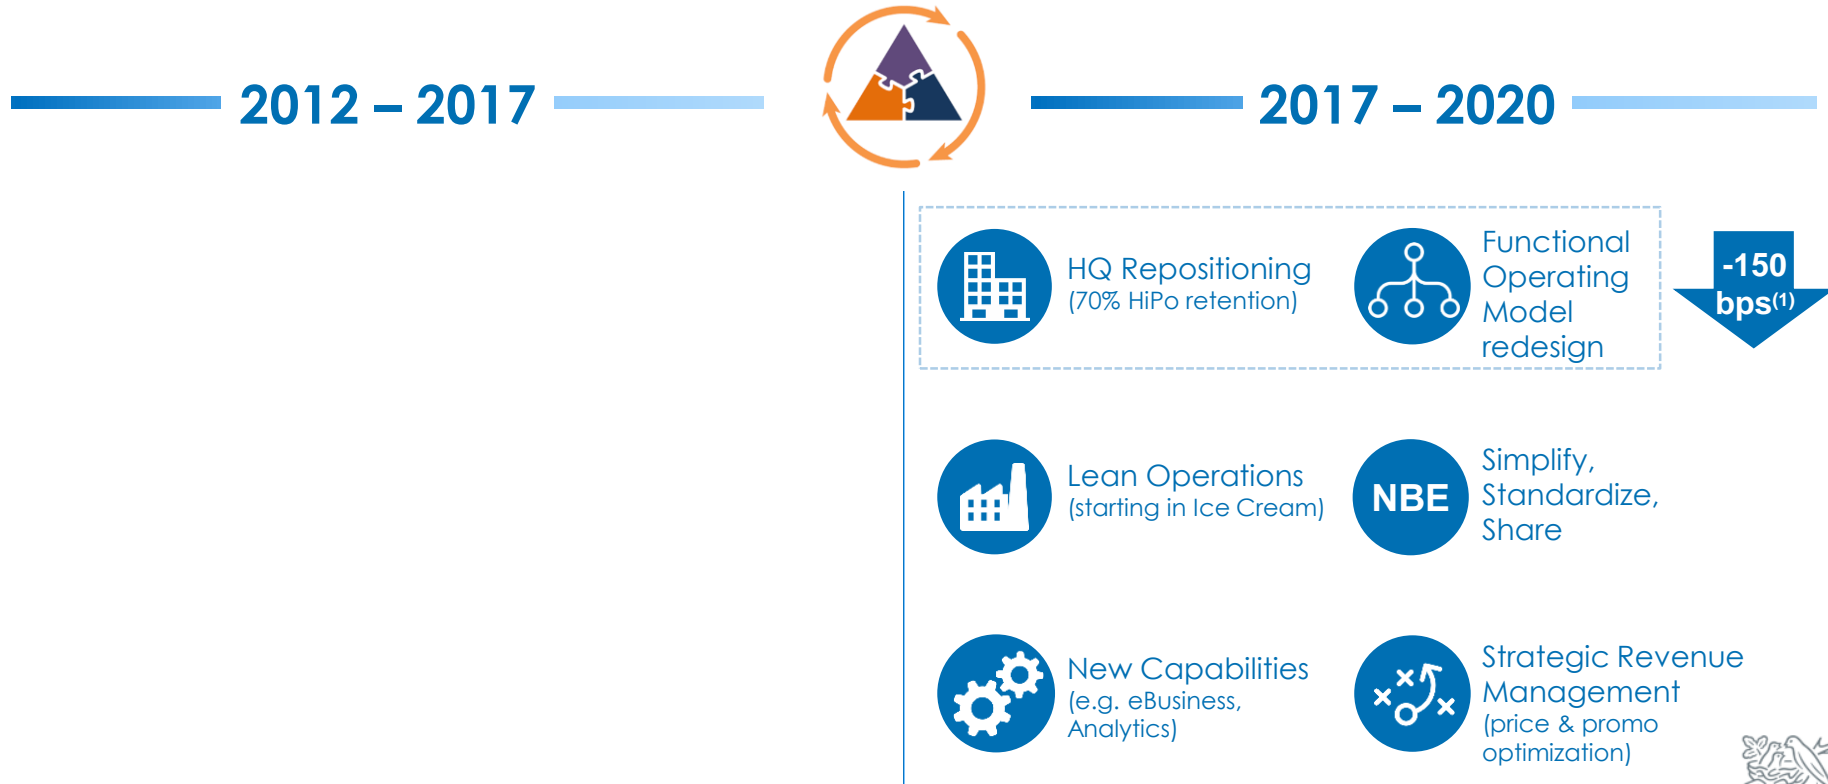 2012 – 2017
2017 – 2020
HQ Repositioning
(70% HiPo retention)
Functional
Operating
Model
redesign
-150
bps(1)
Lean Operations
(starting in Ice Cream)
NBE
Simplify,
Standardize,
Share
New Capabilities
(e.g. eBusiness,
Analytics)
Strategic Revenue
Management
(price & promo
optimization)